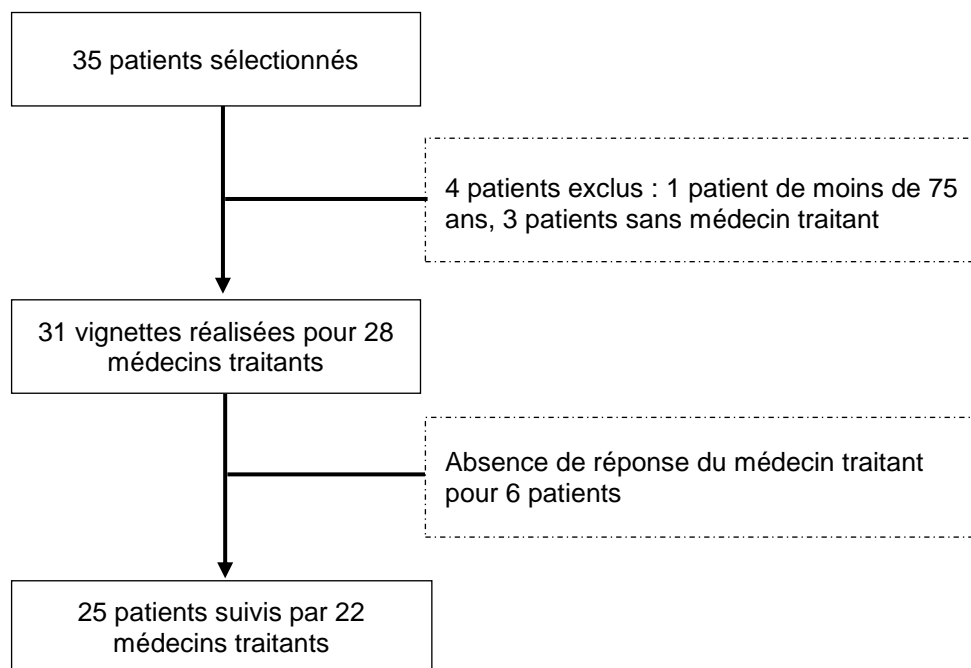 35 patients sélectionnés
4 patients exclus : 1 patient de moins de 75
ans, 3 patients sans médecin traitant
31 vignettes réalisées pour 28
médecins traitants
Absence de réponse du médecin traitant
pour 6 patients
25 patients suivis par 22
médecins traitants